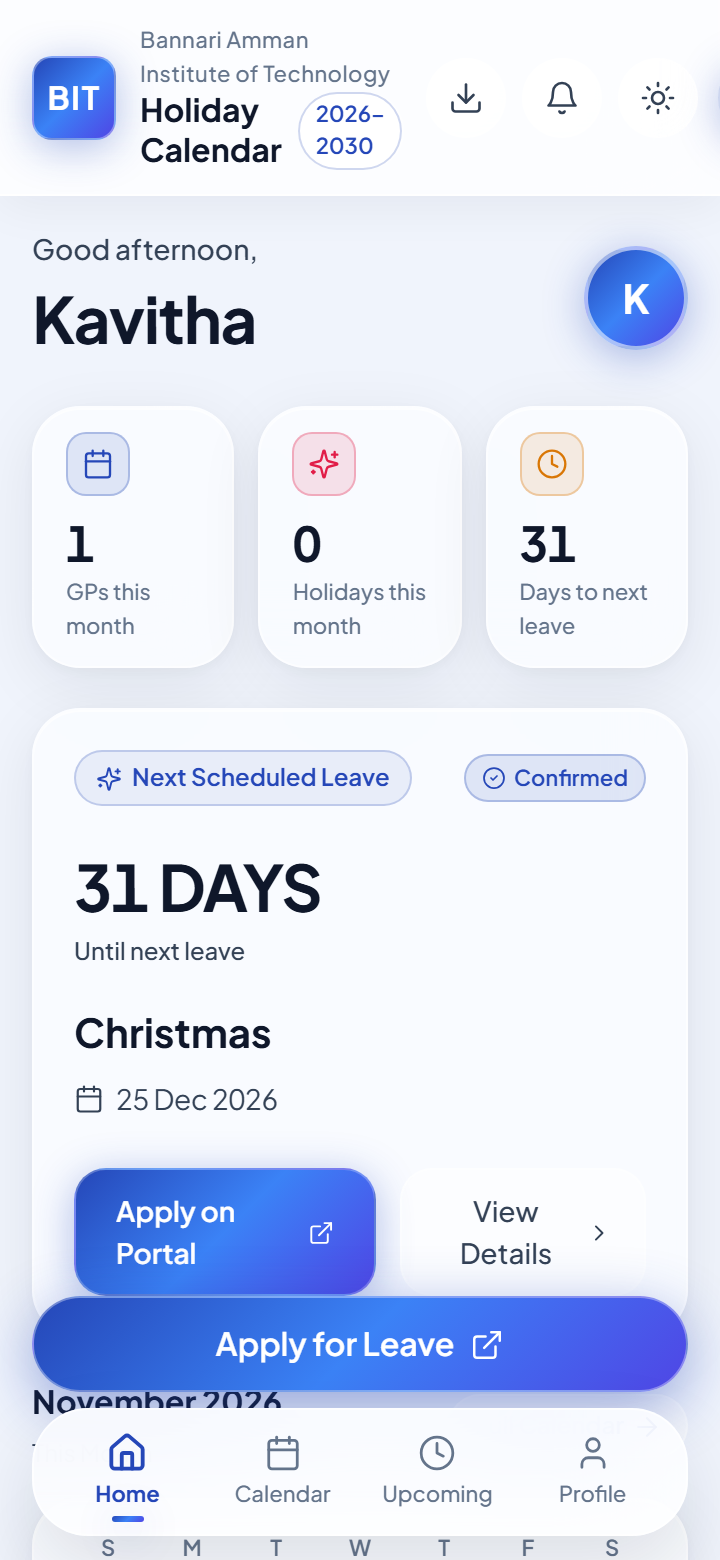 BIT
Bannari Amman
Institute of Technology
Holiday
Calendar
2026–
2030
Good afternoon,
Kavitha
K
1
GPs this
month
0
Holidays this
month
31
Days to next
leave
Next Scheduled Leave
Confirmed
31 DAYS
Until next leave
Christmas
25 Dec 2026
Apply on
Portal
View
Details
Apply for Leave
November 2026
Home
Calendar
Upcoming
Profile
S M T W T F S